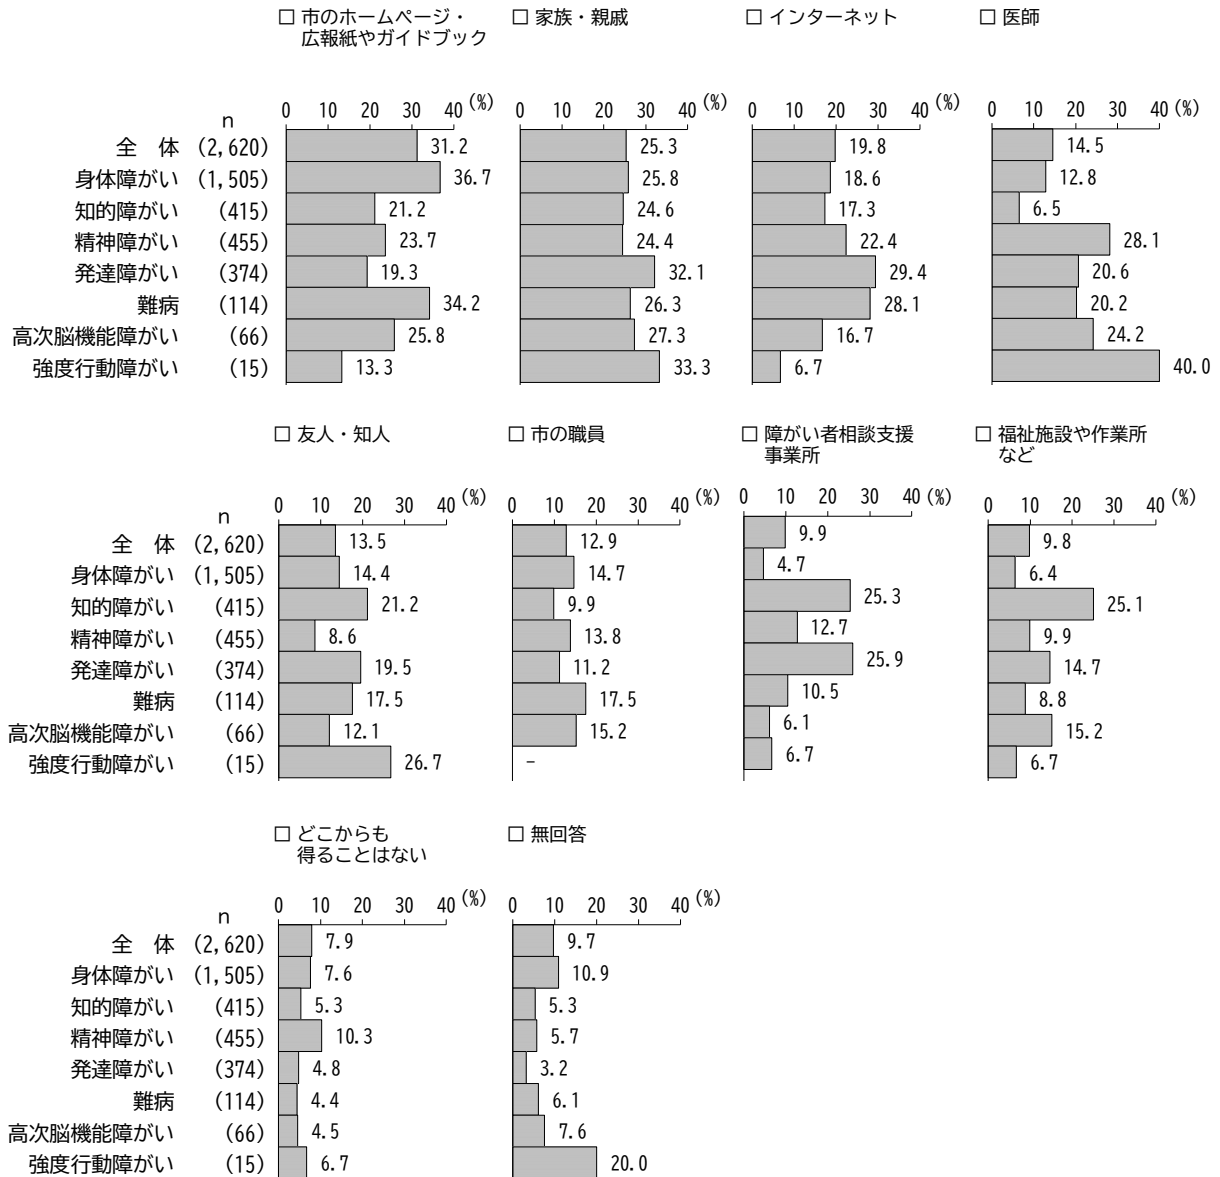 □ 市のホームページ・
広報紙やガイドブック
□ 家族・親戚
□ インターネット
□ 医師
n
0 10 20 30 40 (%)
0 10 20 30 40 (%)
0 10 20 30 40 (%)
0 10 20 30 40 (%)
全 体 (2,620) 31.2 25.3 19.8 14.5
身体障がい (1,505) 36.7 25.8 18.6 12.8
知的障がい (415) 21.2 24.6 17.3 6.5
精神障がい (455) 23.7 24.4 22.4 28.1
発達障がい (374) 19.3 32.1 29.4 20.6
難病 (114) 34.2 26.3 28.1 20.2
高次脳機能障がい (66) 25.8 27.3 16.7 24.2
強度行動障がい (15) 13.3 33.3 6.7 40.0
□ 友人・知人
□ 市の職員
□ 障がい者相談支援
事業所
□ 福祉施設や作業所
など
n
0 10 20 30 40 (%)
0 10 20 30 40 (%)
0 10 20 30 40 (%)
0 10 20 30 40 (%)
全 体 (2,620) 13.5 12.9 9.9 9.8
身体障がい (1,505) 14.4 14.7 4.7 6.4
知的障がい (415) 21.2 9.9 25.3 25.1
精神障がい (455) 8.6 13.8 12.7 9.9
発達障がい (374) 19.5 11.2 25.9 14.7
難病 (114) 17.5 17.5 10.5 8.8
高次脳機能障がい (66) 12.1 15.2 6.1 15.2
強度行動障がい (15) 26.7 - 6.7 6.7
□ どこからも
得ることはない
□ 無回答
n
0 10 20 30 40 (%)
0 10 20 30 40 (%)
全 体 (2,620) 7.9 9.7
身体障がい (1,505) 7.6 10.9
知的障がい (415) 5.3 5.3
精神障がい (455) 10.3 5.7
発達障がい (374) 4.8 3.2
難病 (114) 4.4 6.1
高次脳機能障がい (66) 4.5 7.6
強度行動障がい (15) 6.7 20.0